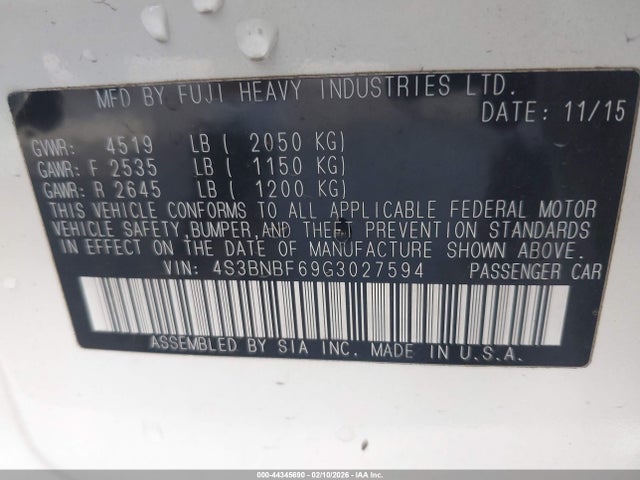 MFD BY FUJI HEAVY INDUSTRIES LTD.
DATE: 11/15
GVWR: 4519 LB ( 2050 KG)
GAWR: F 2535 LB ( 1150 KG)
GAWR: R 2645 LB ( 1200 KG)
THIS VEHICLE CONFORMS TO ALL APPLICABLE FEDERAL MOTOR
VEHICLE SAFETY, BUMPER, AND THEFT PREVENTION STANDARDS
IN EFFECT ON THE DATE OF MANUFACTURE SHOWN ABOVE.
VIN: 4S3BNBF69G3027594 PASSENGER CAR
ASSEMBLED BY SIA INC. MADE IN U.S.A.
000-44345690 - 02/10/2026 - IAA Inc.